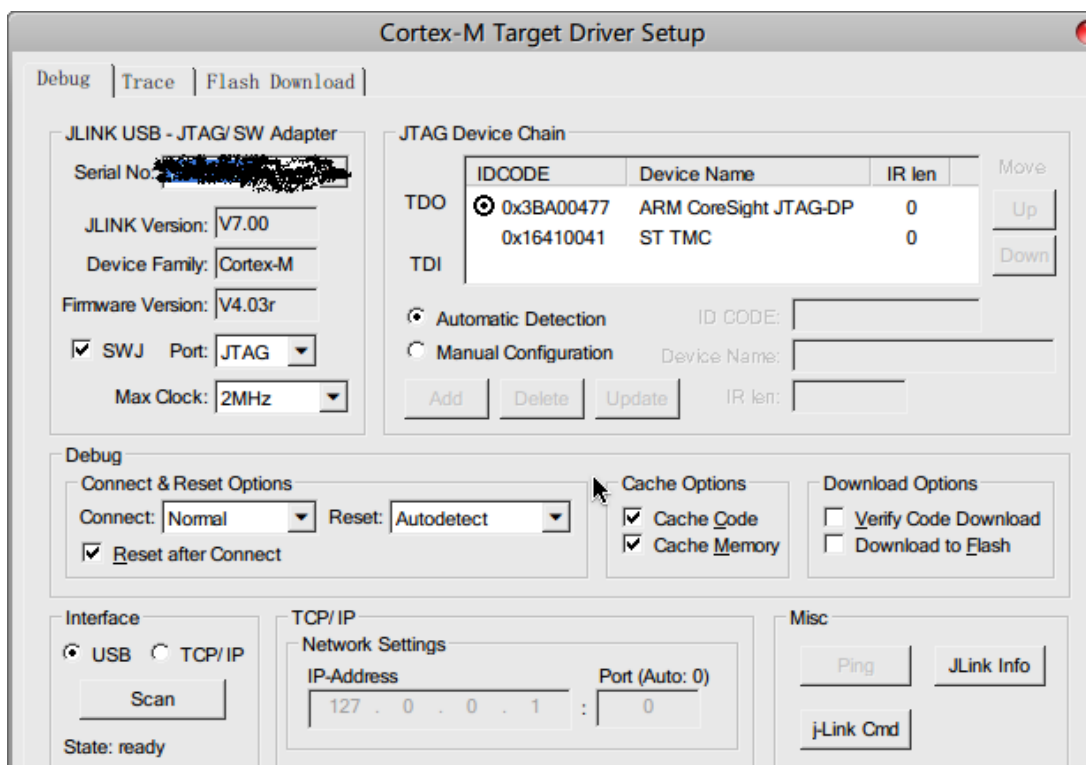 Cortex-M Target Driver Setup
Debug Trace Flash Download
JLINK USB - JTAG/SW Adapter
Serial No:
JLINK Version: V7.00
Device Family: Cortex-M
Firmware Version: V4.03r
SWJ Port: JTAG
Max Clock: 2MHz
JTAG Device Chain
IDCODE Device Name IR len Move
TDO 0x3BA00477 ARM CoreSight JTAG-DP 0 Up
0x16410041 ST TMC 0
TDI Down
Automatic Detection ID CODE:
Manual Configuration Device Name:
Add Delete Update IR len:
Debug
Connect & Reset Options
Connect: Normal Reset: Autodetect
Reset after Connect
Cache Options
Cache Code
Cache Memory
Download Options
Verify Code Download
Download to Flash
Interface
USB TCP/IP
Scan
State: ready
TCP/IP
Network Settings
IP-Address Port (Auto: 0)
127 . 0 . 0 . 1 : 0
Misc
Ping JLink Info
j-Link Cmd